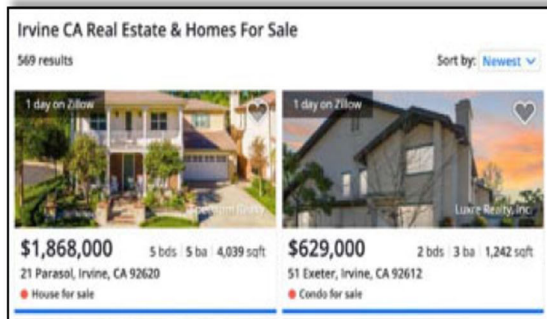 Irvine CA Real Estate & Homes For Sale
569 results
Sort by: Newest
1 day on Zillow
Realty
$1,868,000 5 bds 5 ba 4,039 sqft
21 Parasol, Irvine, CA 92620
House for sale
1 day on Zillow
Luxre Realty, Inc.
$629,000 2 bds 3 ba 1,242 sqft
51 Exeter, Irvine, CA 92612
Condo for sale